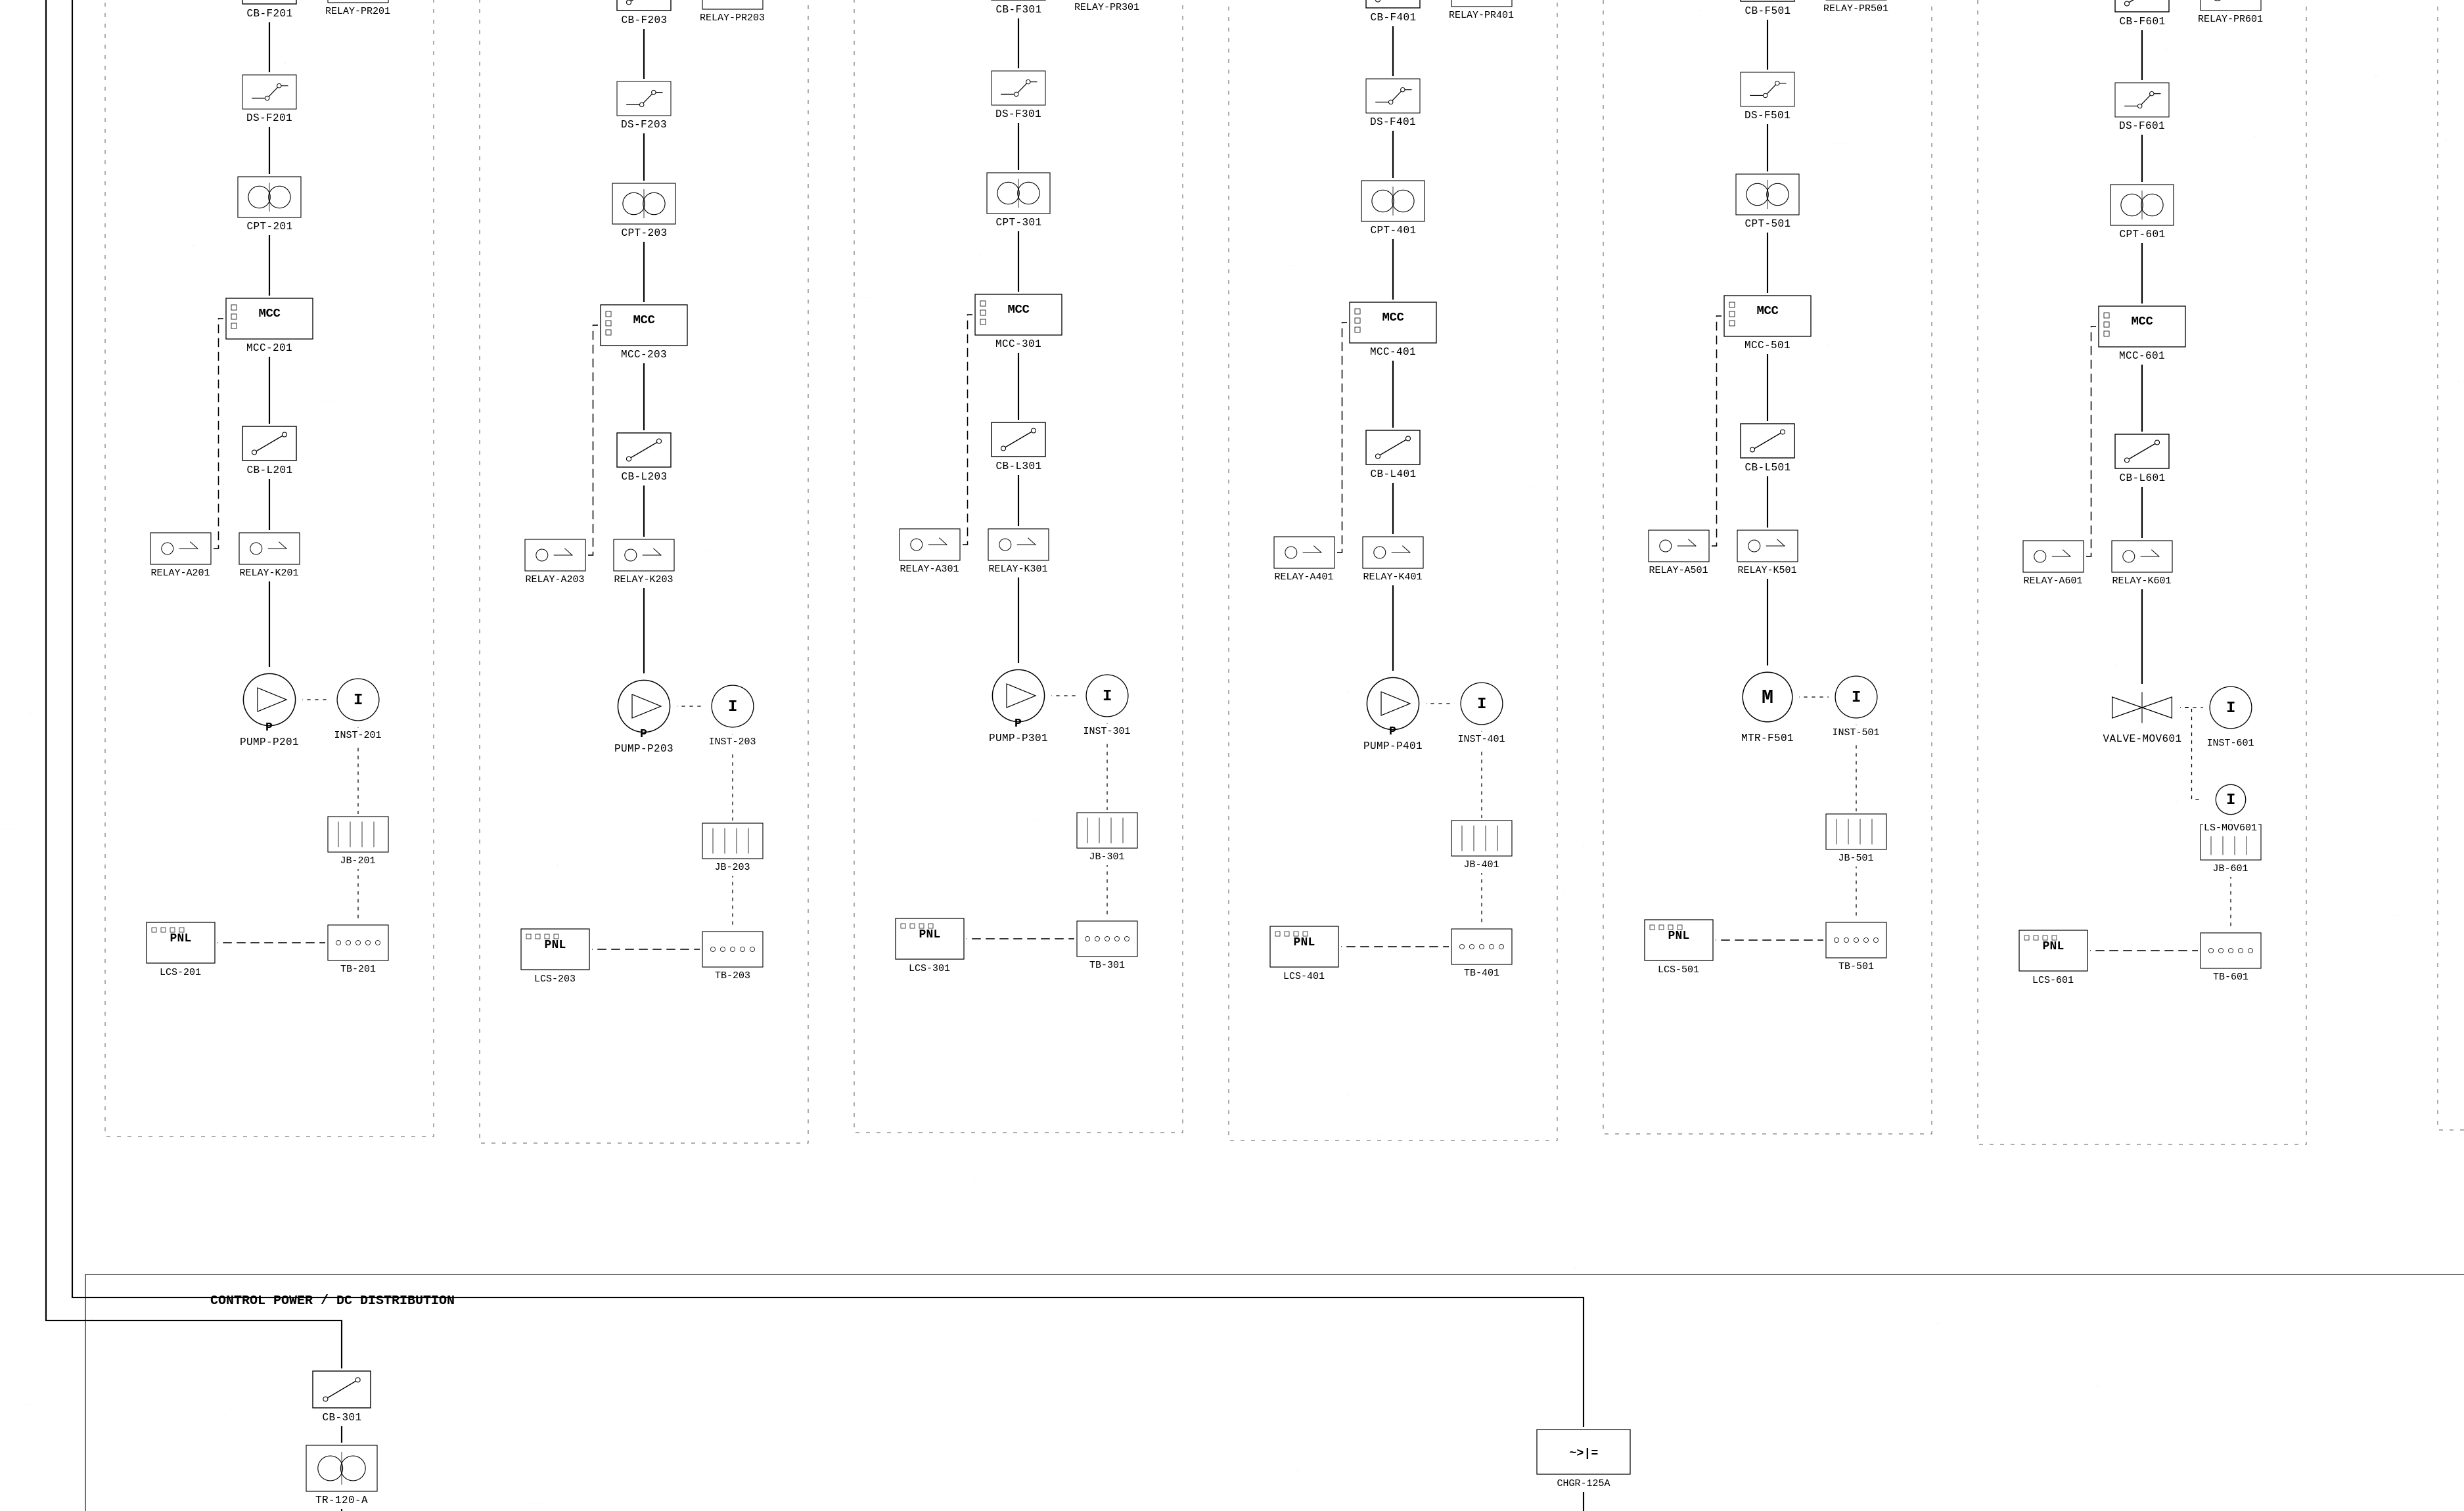 CB-F201 RELAY-PR201 CB-F203 RELAY-PR203 CB-F301 RELAY-PR301 CB-F401 RELAY-PR401 CB-F501 RELAY-PR501 CB-F601 RELAY-PR601
DS-F201 DS-F203 DS-F301 DS-F401 DS-F501 DS-F601
CPT-201 CPT-203 CPT-301 CPT-401 CPT-501 CPT-601
MCC MCC MCC MCC MCC MCC
MCC-201 MCC-203 MCC-301 MCC-401 MCC-501 MCC-601
CB-L201 CB-L203 CB-L301 CB-L401 CB-L501 CB-L601
RELAY-A201 RELAY-K201 RELAY-A203 RELAY-K203 RELAY-A301 RELAY-K301 RELAY-A401 RELAY-K401 RELAY-A501 RELAY-K501 RELAY-A601 RELAY-K601
I I I I M I I
P P P P
PUMP-P201 INST-201 PUMP-P203 INST-203 PUMP-P301 INST-301 PUMP-P401 INST-401 MTR-F501 INST-501 VALVE-MOV601 INST-601
I
LS-MOV601
JB-201 JB-203 JB-301 JB-401 JB-501 JB-601
PNL PNL PNL PNL PNL PNL
LCS-201 TB-201 LCS-203 TB-203 LCS-301 TB-301 LCS-401 TB-401 LCS-501 TB-501 LCS-601 TB-601
CONTROL POWER / DC DISTRIBUTION
CB-301
~>|=
CHGR-125A
TR-120-A